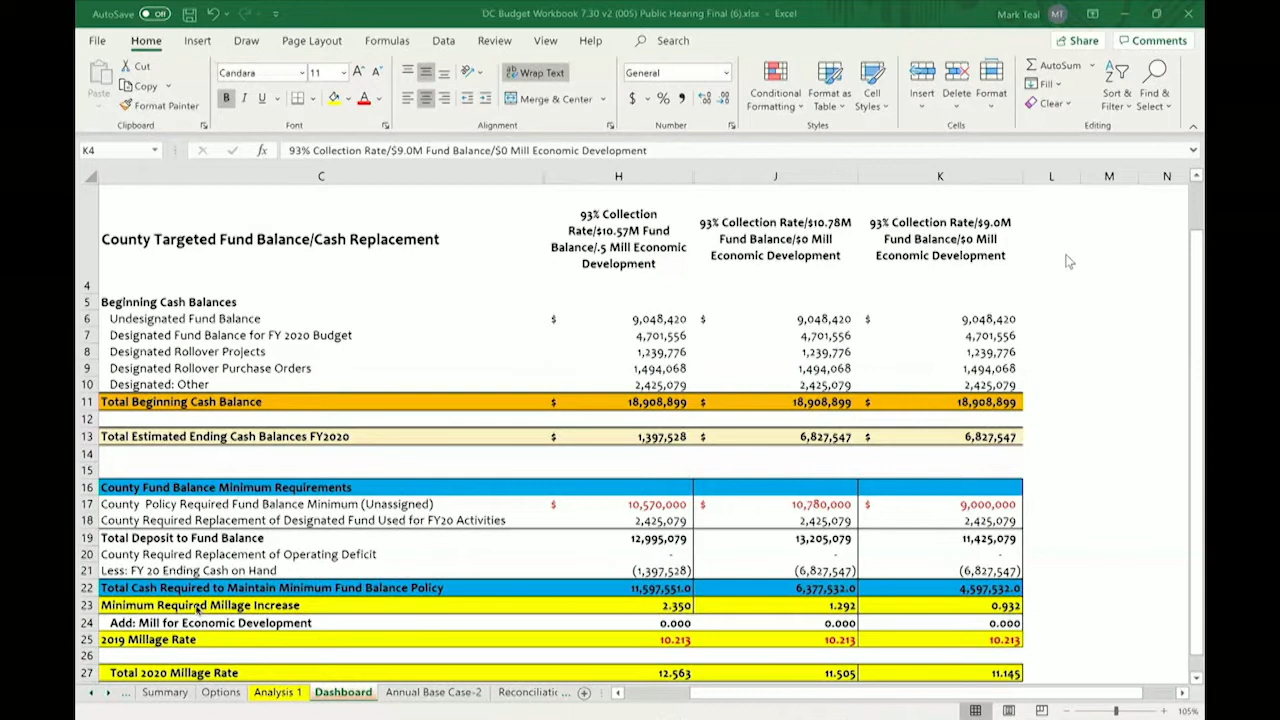 AutoSave Off DC Budget Workbook 7.30 v2 (005) Public Hearing Final (6).xlsx - Excel Mark Teal MT
File Home Insert Draw Page Layout Formulas Data Review View Help Search Share Comments
Paste Cut Copy Format Painter Clipboard
Candara 11 A A B I U A Font
Wrap Text Merge & Center Alignment
General $ % , Number
Conditional Formatting Format as Table Cell Styles Styles
Insert Delete Format Cells
AutoSum Fill Clear Sort & Filter Find & Select Editing
K4 fx 93% Collection Rate/$9.0M Fund Balance/$0 Mill Economic Development
C H J K L M N
4 County Targeted Fund Balance/Cash Replacement
93% Collection
Rate/$10.57M Fund
Balance/.5 Mill Economic
Development
93% Collection Rate/$10.78M
Fund Balance/$0 Mill
Economic Development
93% Collection Rate/$9.0M
Fund Balance/$0 Mill
Economic Development
5 Beginning Cash Balances
6 Undesignated Fund Balance $ 9,048,420 $ 9,048,420 $ 9,048,420
7 Designated Fund Balance for FY 2020 Budget 4,701,556 4,701,556 4,701,556
8 Designated Rollover Projects 1,239,776 1,239,776 1,239,776
9 Designated Rollover Purchase Orders 1,494,068 1,494,068 1,494,068
10 Designated: Other 2,425,079 2,425,079 2,425,079
11 Total Beginning Cash Balance $ 18,908,899 $ 18,908,899 $ 18,908,899
12
13 Total Estimated Ending Cash Balances FY2020 $ 1,397,528 $ 6,827,547 $ 6,827,547
14
15
16 County Fund Balance Minimum Requirements
17 County Policy Required Fund Balance Minimum (Unassigned) $ 10,570,000 $ 10,780,000 $ 9,000,000
18 County Required Replacement of Designated Fund Used for FY20 Activities 2,425,079 2,425,079 2,425,079
19 Total Deposit to Fund Balance 12,995,079 13,205,079 11,425,079
20 County Required Replacement of Operating Deficit - - -
21 Less: FY 20 Ending Cash on Hand (1,397,528) (6,827,547) (6,827,547)
22 Total Cash Required to Maintain Minimum Fund Balance Policy 11,597,551.0 6,377,532.0 4,597,532.0
23 Minimum Required Millage Increase 2.350 1.292 0.932
24 Add: Mill for Economic Development 0.000 0.000 0.000
25 2019 Millage Rate 10.213 10.213 10.213
26
27 Total 2020 Millage Rate 12.563 11.505 11.145
... Summary Options Analysis 1 Dashboard Annual Base Case-2 Reconciliatic ...
105%